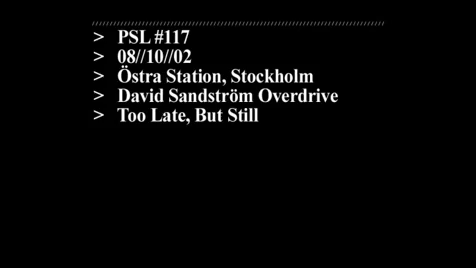 > PSL #117
> 08//10//02
> Östra Station, Stockholm
> David Sandström Overdrive
> Too Late, But Still